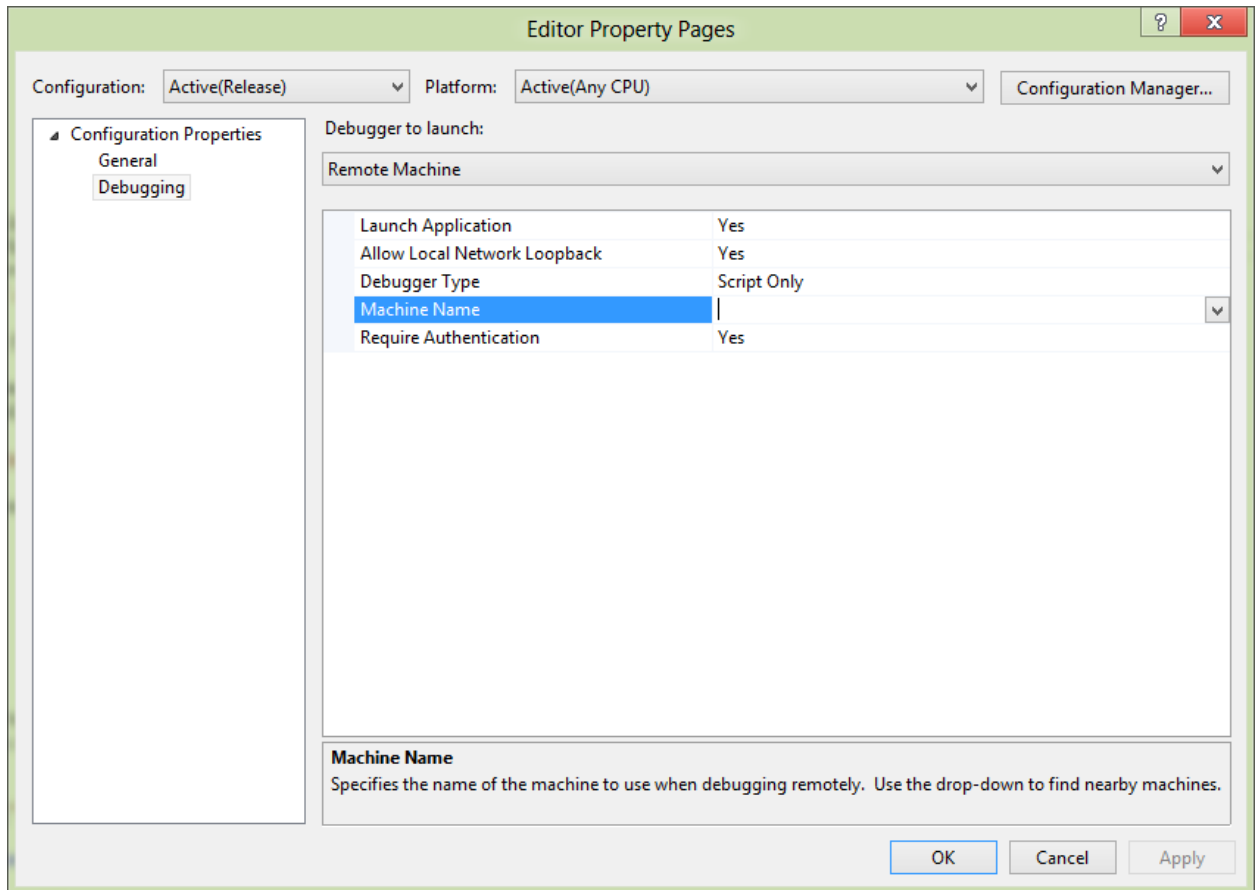 Editor Property Pages
?
x
Configuration: Active(Release) Platform: Active(Any CPU) Configuration Manager...
Configuration Properties
General
Debugging
Debugger to launch:
Remote Machine
Launch Application Yes
Allow Local Network Loopback Yes
Debugger Type Script Only
Machine Name
Require Authentication Yes
Machine Name
Specifies the name of the machine to use when debugging remotely. Use the drop-down to find nearby machines.
OK Cancel Apply